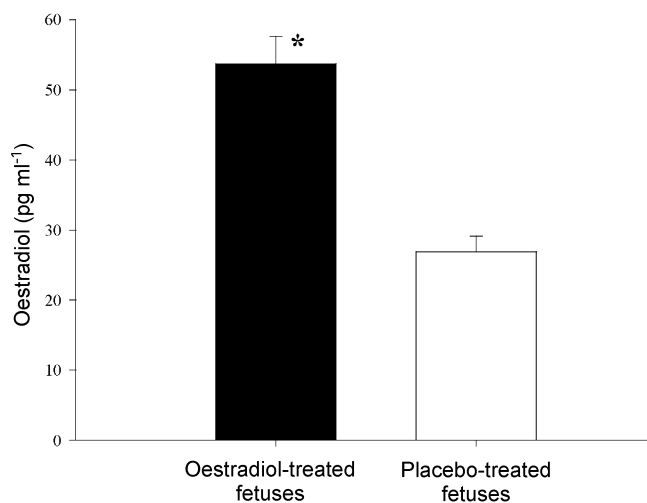 60
*
50
40
30
20
10
0
Oestradiol (pg ml⁻¹)
Oestradiol-treated
fetuses
Placebo-treated
fetuses